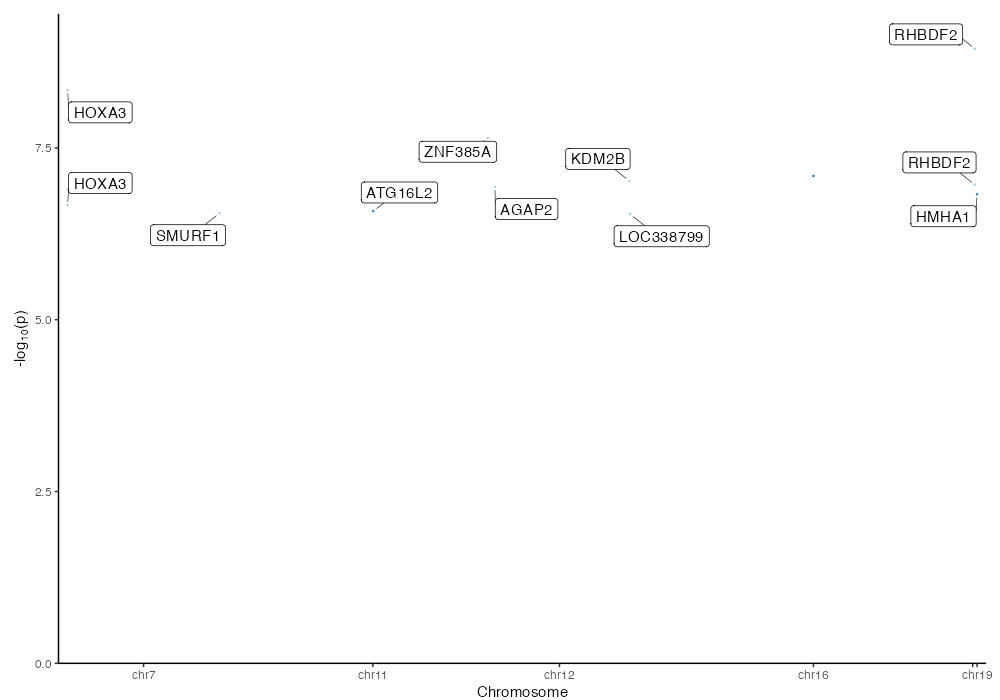 RHBDF2
HOXA3
7.5
ZNF385A
KDM2B
RHBDF2
HOXA3
ATG16L2
AGAP2
HMHA1
SMURF1
LOC338799
-log10(p)
5.0
2.5
0.0
chr7
chr11
chr12
chr16
chr19
Chromosome